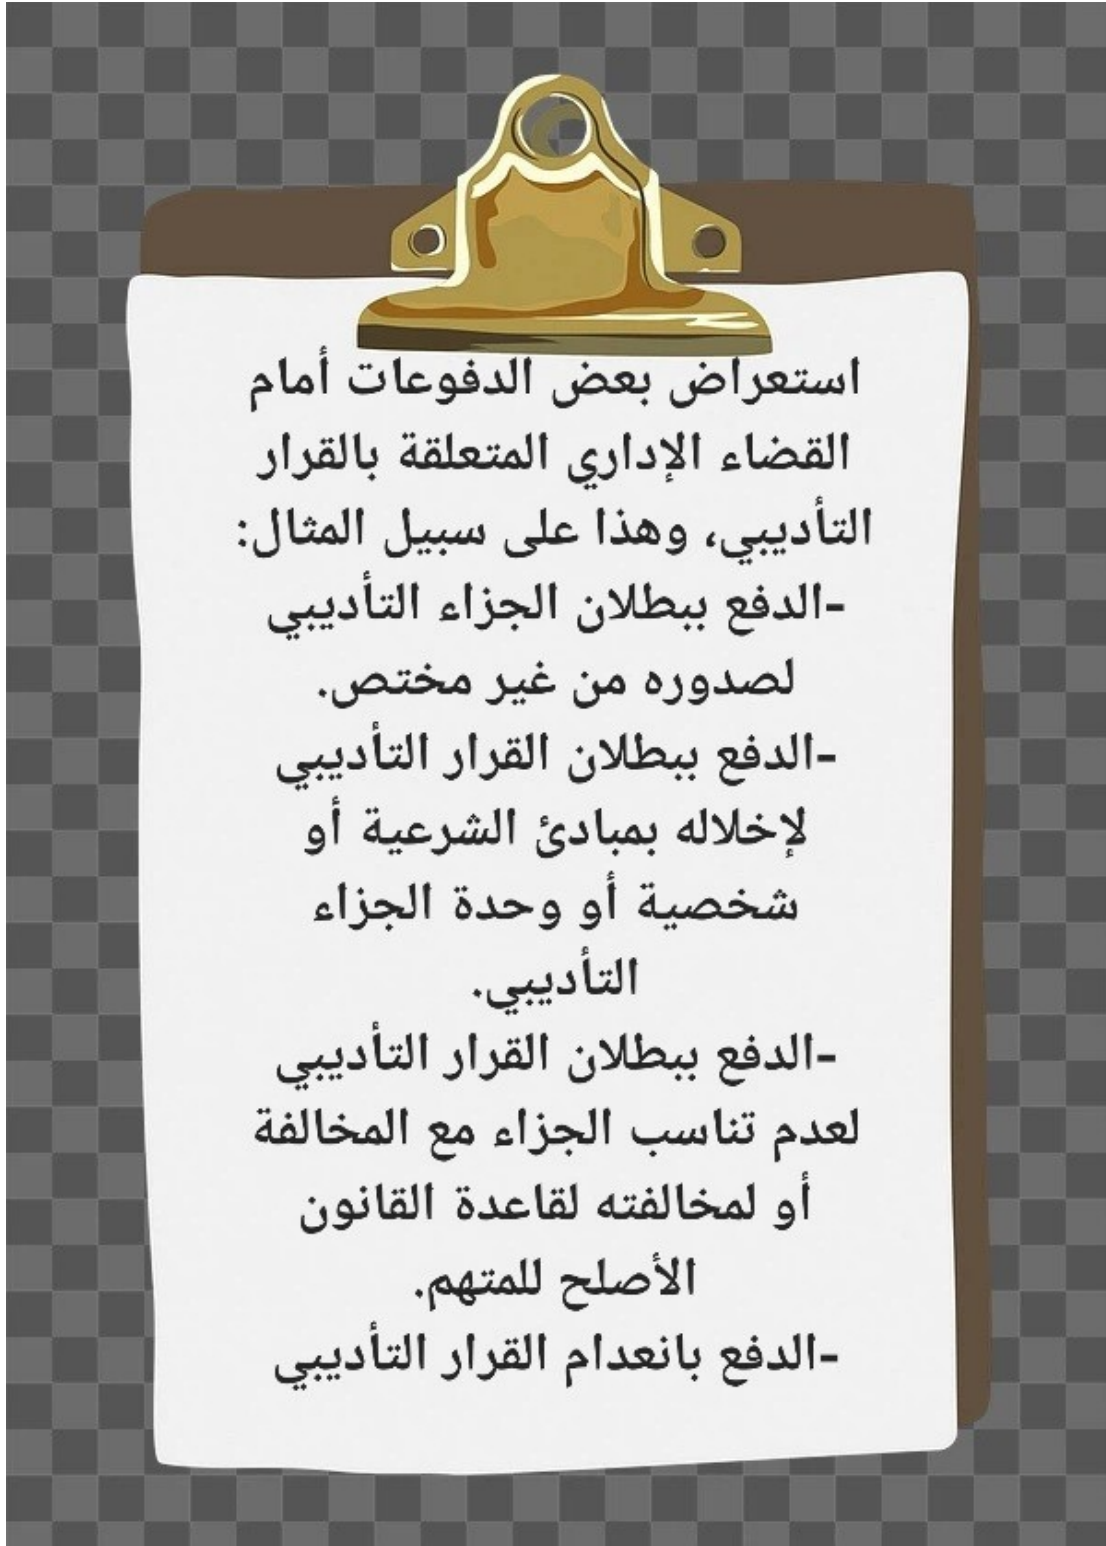 استعراض بعض الدفوعات أمام
القضاء الإداري المتعلقة بالقرار
التأديبي، وهذا على سبيل المثال:
-الدفع ببطلان الجزاء التأديبي
لصدوره من غير مختص.
-الدفع ببطلان القرار التأديبي
لإخلاله بمبادئ الشرعية أو
شخصية أو وحدة الجزاء
التأديبي.
-الدفع ببطلان القرار التأديبي
لعدم تناسب الجزاء مع المخالفة
أو لمخالفته لقاعدة القانون
الأصلح للمتهم.
-الدفع بانعدام القرار التأديبي